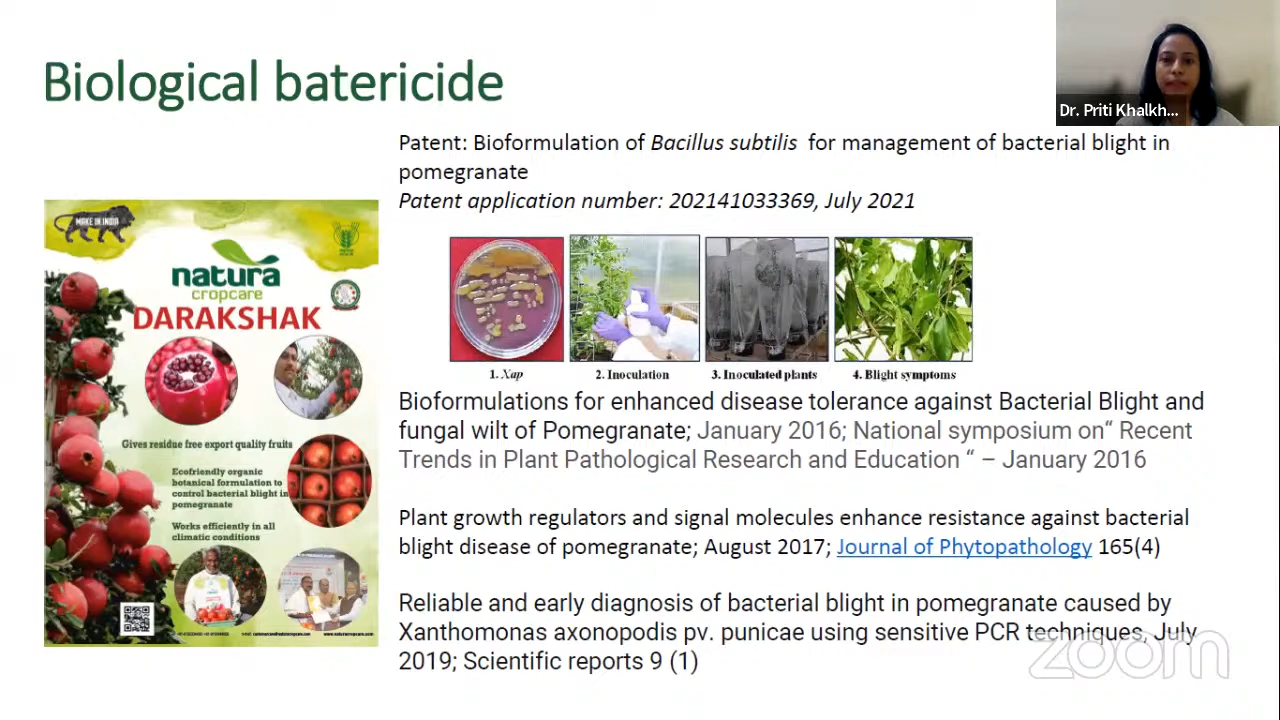 Biological batericide
Dr. Priti Khalkh...
Patent: Bioformulation of Bacillus subtilis for management of bacterial blight in
pomegranate
Patent application number: 202141033369, July 2021
MAKE IN INDIA
natura
cropcare
DARAKSHAK
Gives residue free export quality fruits
Ecofriendly organic
botanical formulation to
control bacterial blight in
pomegranate
Works efficiently in all
climatic conditions
1. Xap
2. Inoculation
3. Inoculated plants
4. Blight symptoms
Bioformulations for enhanced disease tolerance against Bacterial Blight and
fungal wilt of Pomegranate; January 2016; National symposium on“ Recent
Trends in Plant Pathological Research and Education “ – January 2016
Plant growth regulators and signal molecules enhance resistance against bacterial
blight disease of pomegranate; August 2017; Journal of Phytopathology 165(4)
Reliable and early diagnosis of bacterial blight in pomegranate caused by
Xanthomonas axonopodis pv. punicae using sensitive PCR techniques, July
2019; Scientific reports 9 (1)
zoom